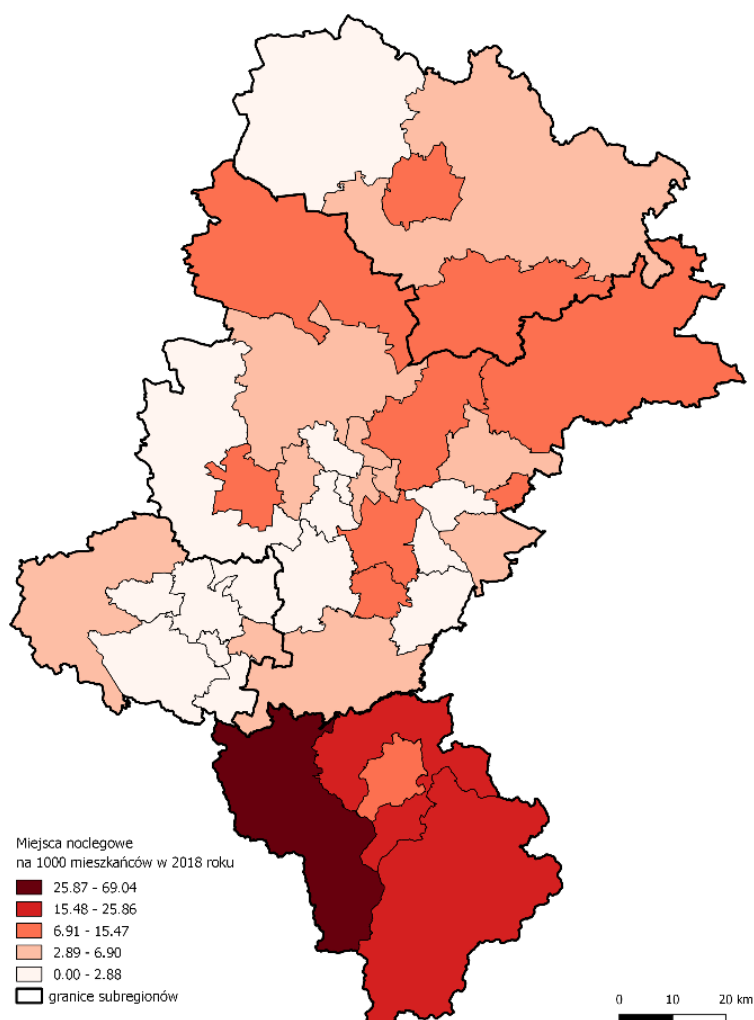 Miejsca noclegowe
na 1000 mieszkańców w 2018 roku
25.87 - 69.04
15.48 - 25.86
6.91 - 15.47
2.89 - 6.90
0.00 - 2.88
granice subregionów
0 10 20 km